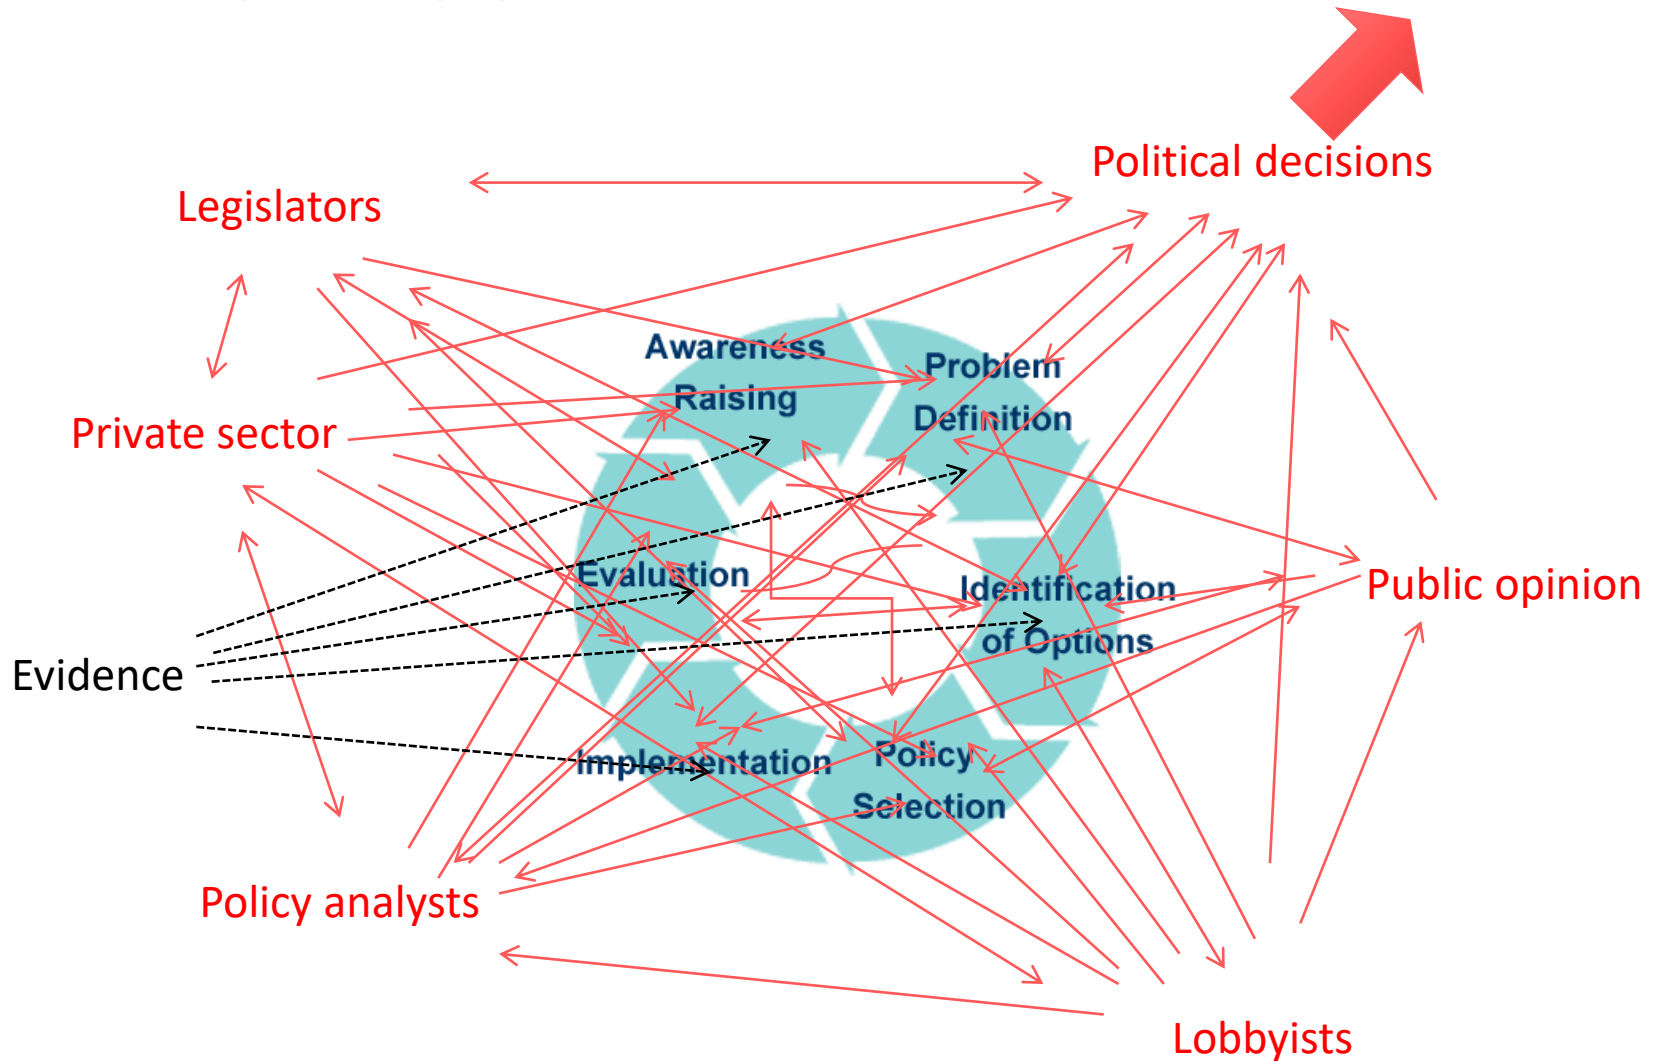 Political decisions
Legislators
Awareness
Raising
Problem
Definition
Private sector
Evaluation
Identification
of Options
Public opinion
Evidence
Implementation
Policy
Selection
Policy analysts
Lobbyists